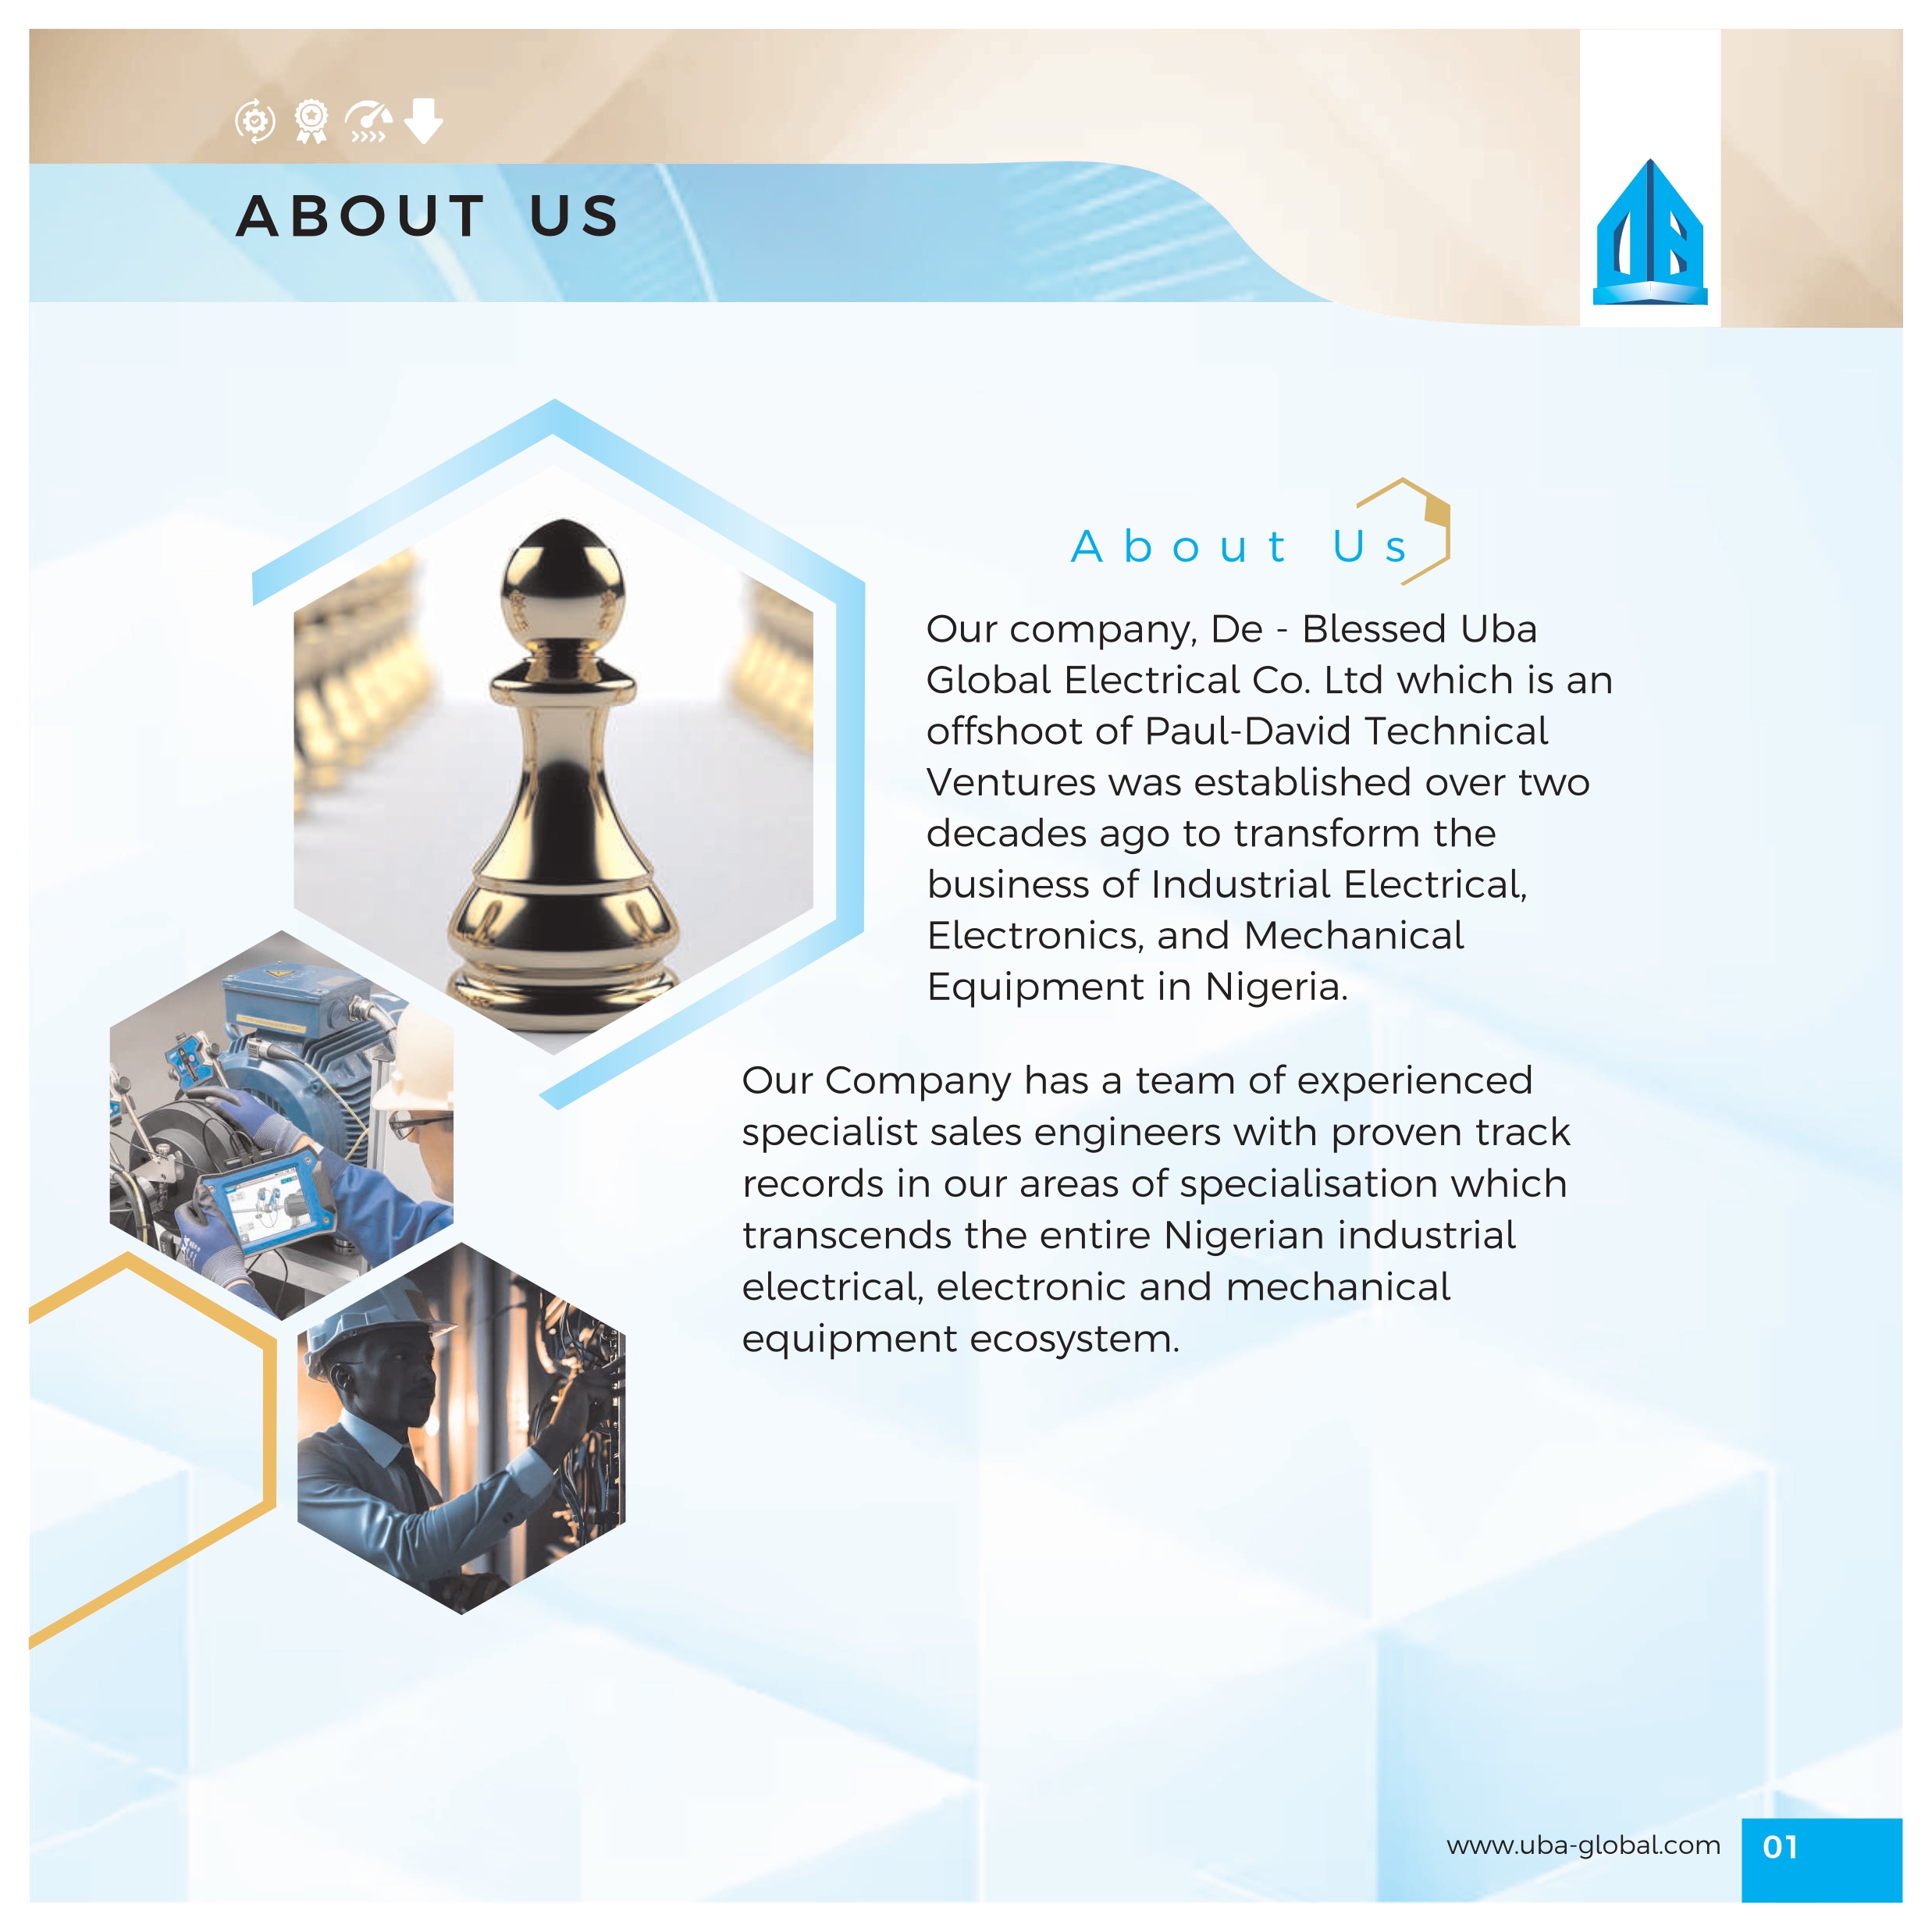 ABOUT US
About Us
Our company, De - Blessed Uba
Global Electrical Co. Ltd which is an
offshoot of Paul-David Technical
Ventures was established over two
decades ago to transform the
business of Industrial Electrical,
Electronics, and Mechanical
Equipment in Nigeria.
Our Company has a team of experienced
specialist sales engineers with proven track
records in our areas of specialisation which
transcends the entire Nigerian industrial
electrical, electronic and mechanical
equipment ecosystem.
www.uba-global.com
01